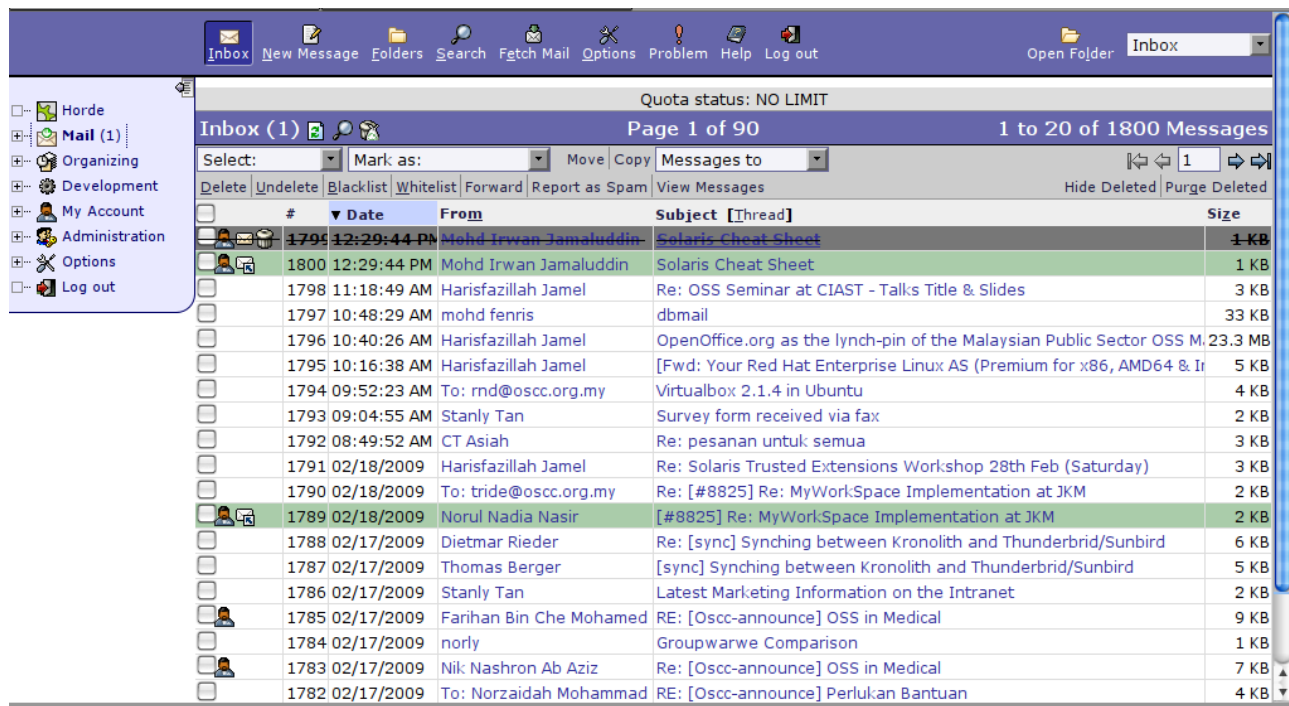 Inbox New Message Folders Search Fetch Mail Options Problem Help Log out Open Folder Inbox
Horde
Mail (1)
Organizing
Development
My Account
Administration
Options
Log out
Quota status: NO LIMIT
Inbox (1) Page 1 of 90 1 to 20 of 1800 Messages
Select: Mark as: Move Copy Messages to 1
Delete Undelete Blacklist Whitelist Forward Report as Spam View Messages Hide Deleted Purge Deleted
# ▼ Date From Subject [Thread] Size
1799 12:29:44 PM Mohd Irwan Jamaluddin Solaris Cheat Sheet 1 KB
1800 12:29:44 PM Mohd Irwan Jamaluddin Solaris Cheat Sheet 1 KB
1798 11:18:49 AM Harisfazillah Jamel Re: OSS Seminar at CIAST - Talks Title & Slides 3 KB
1797 10:48:29 AM mohd fenris dbmail 33 KB
1796 10:40:26 AM Harisfazillah Jamel OpenOffice.org as the lynch-pin of the Malaysian Public Sector OSS M 23.3 MB
1795 10:16:38 AM Harisfazillah Jamel [Fwd: Your Red Hat Enterprise Linux AS (Premium for x86, AMD64 & I 5 KB
1794 09:52:23 AM To: rnd@oscc.org.my Virtualbox 2.1.4 in Ubuntu 4 KB
1793 09:04:55 AM Stanly Tan Survey form received via fax 2 KB
1792 08:49:52 AM CT Asiah Re: pesanan untuk semua 3 KB
1791 02/18/2009 Harisfazillah Jamel Re: Solaris Trusted Extensions Workshop 28th Feb (Saturday) 3 KB
1790 02/18/2009 To: tride@oscc.org.my Re: [#8825] Re: MyWorkSpace Implementation at JKM 2 KB
1789 02/18/2009 Norul Nadia Nasir [#8825] Re: MyWorkSpace Implementation at JKM 2 KB
1788 02/17/2009 Dietmar Rieder Re: [sync] Synching between Kronolith and Thunderbrid/Sunbird 6 KB
1787 02/17/2009 Thomas Berger [sync] Synching between Kronolith and Thunderbrid/Sunbird 5 KB
1786 02/17/2009 Stanly Tan Latest Marketing Information on the Intranet 2 KB
1785 02/17/2009 Farihan Bin Che Mohamed RE: [Oscc-announce] OSS in Medical 9 KB
1784 02/17/2009 norly Groupwarwe Comparison 1 KB
1783 02/17/2009 Nik Nashron Ab Aziz Re: [Oscc-announce] OSS in Medical 7 KB
1782 02/17/2009 To: Norzaidah Mohammad RE: [Oscc-announce] Perlukan Bantuan 4 KB